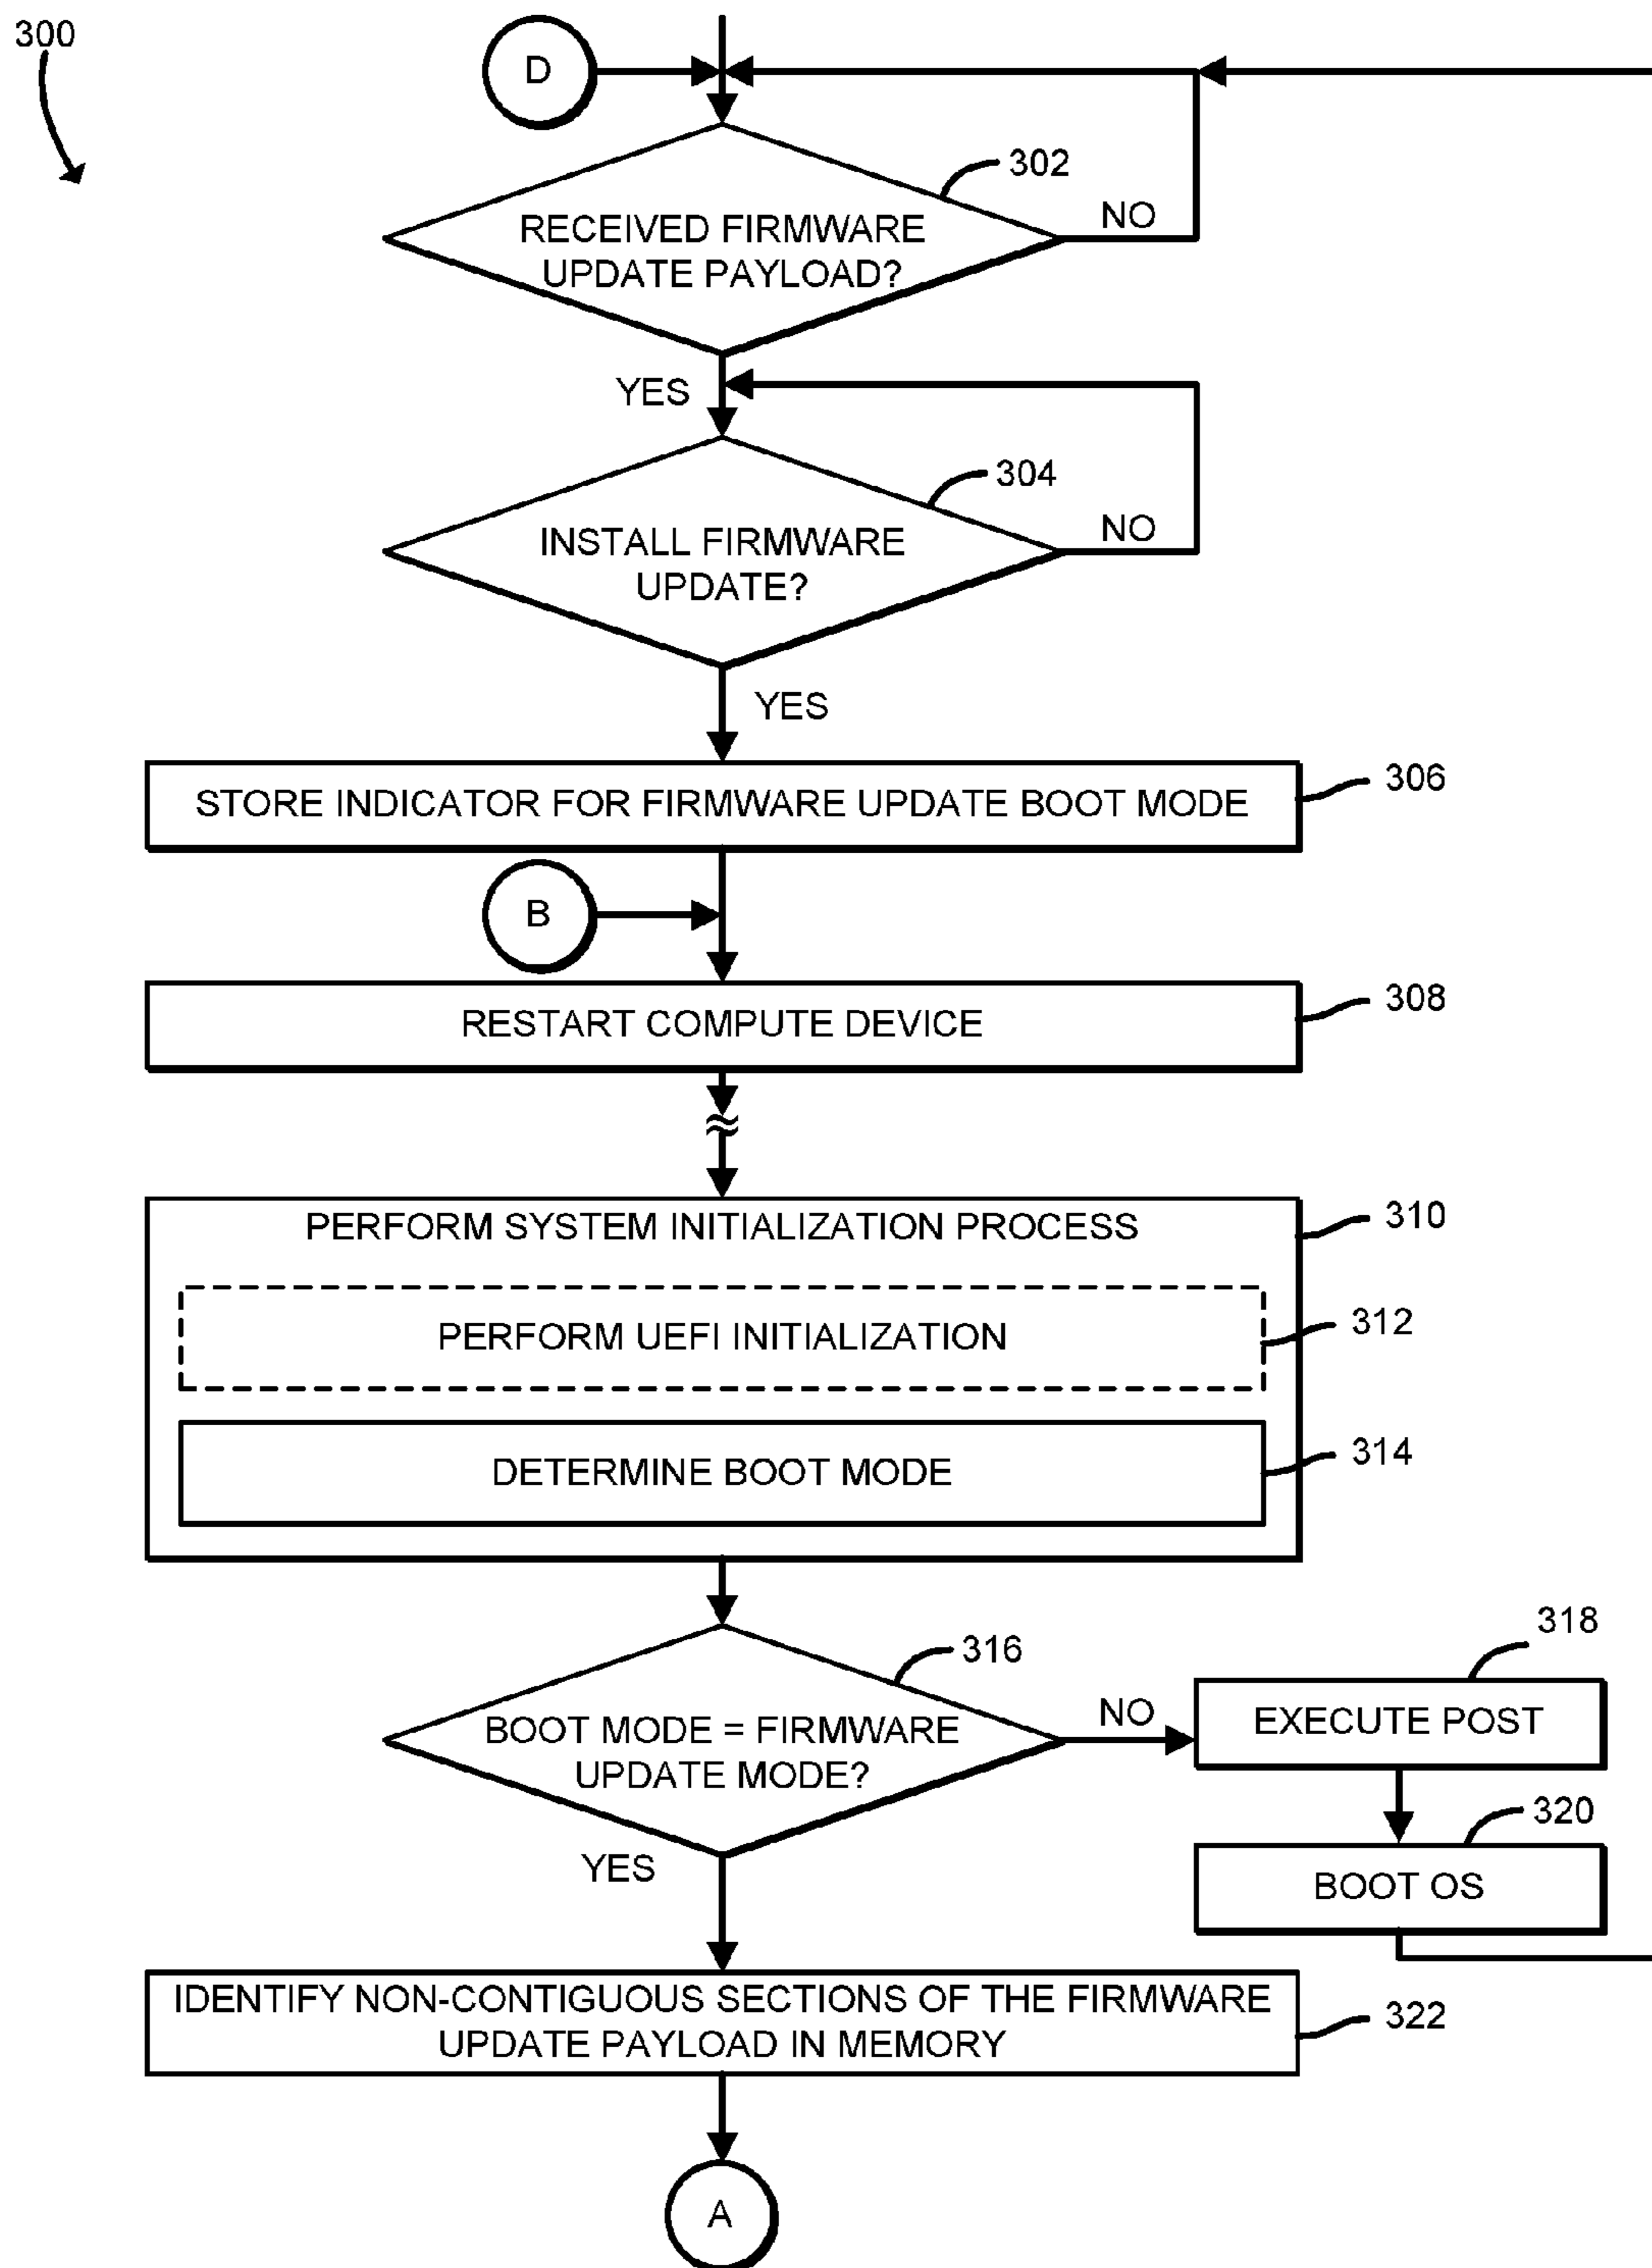 300
D
302
RECEIVED FIRMWARE
UPDATE PAYLOAD?
NO
YES
304
INSTALL FIRMWARE
UPDATE?
NO
YES
306
STORE INDICATOR FOR FIRMWARE UPDATE BOOT MODE
B
308
RESTART COMPUTE DEVICE
310
PERFORM SYSTEM INITIALIZATION PROCESS
312
PERFORM UEFI INITIALIZATION
314
DETERMINE BOOT MODE
316
BOOT MODE = FIRMWARE
UPDATE MODE?
NO
318
EXECUTE POST
320
BOOT OS
YES
IDENTIFY NON-CONTIGUOUS SECTIONS OF THE FIRMWARE
UPDATE PAYLOAD IN MEMORY
322
A